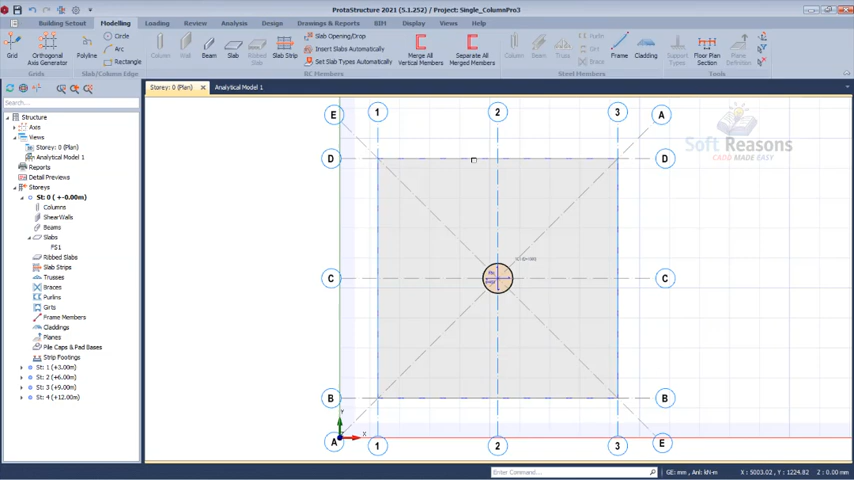 ProtaStructure 2021 (5.1.252) / Project: Single_ColumnPro3
Building Setout
Modelling
Loading
Review
Analysis
Design
Drawings & Reports
BIM
Display
View
Help
Grid
Orthogonal
Axis Generator
Polyline
Circle
Arc
Rectangle
Column
Wall
Beam
Slab
Ribbed
Slab
Slab Strip
Slab Opening/Drop
Insert Slabs Automatically
Set Slab Types Automatically
Merge All
Vertical Members
Separate All
Merged Members
Column
Beam
Truss
Purlin
Girt
Brace
Frame
Cladding
Support
Types
Floor Plan
Section
Plane
Definition
Grids
Slab/Column Edge
RC Members
Steel Members
Tools
Storey: 0 (Plan)
Analytical Model 1
Search...
Structure
Axis
Views
Storey: 0 (Plan)
Analytical Model 1
Reports
Detail Previews
Storeys
St: 0 ( +-0.00m)
Columns
ShearWalls
Beams
Slabs
FS1
Ribbed Slabs
Slab Strips
Trusses
Braces
Purlins
Girts
Frame Members
Claddings
Planes
Pile Caps & Pad Bases
Strip Footings
St: 1 (+3.00m)
St: 2 (+6.00m)
St: 3 (+9.00m)
St: 4 (+12.00m)
E
1
2
3
A
D
D
C
C
B
B
A
1
2
3
E
Y
X
Soft Reasons
CADD MADE EASY
Enter Command...
GE: mm , Anl: kN-m
X : 5003.02
Y : 1224.82
Z : 0.00 mm